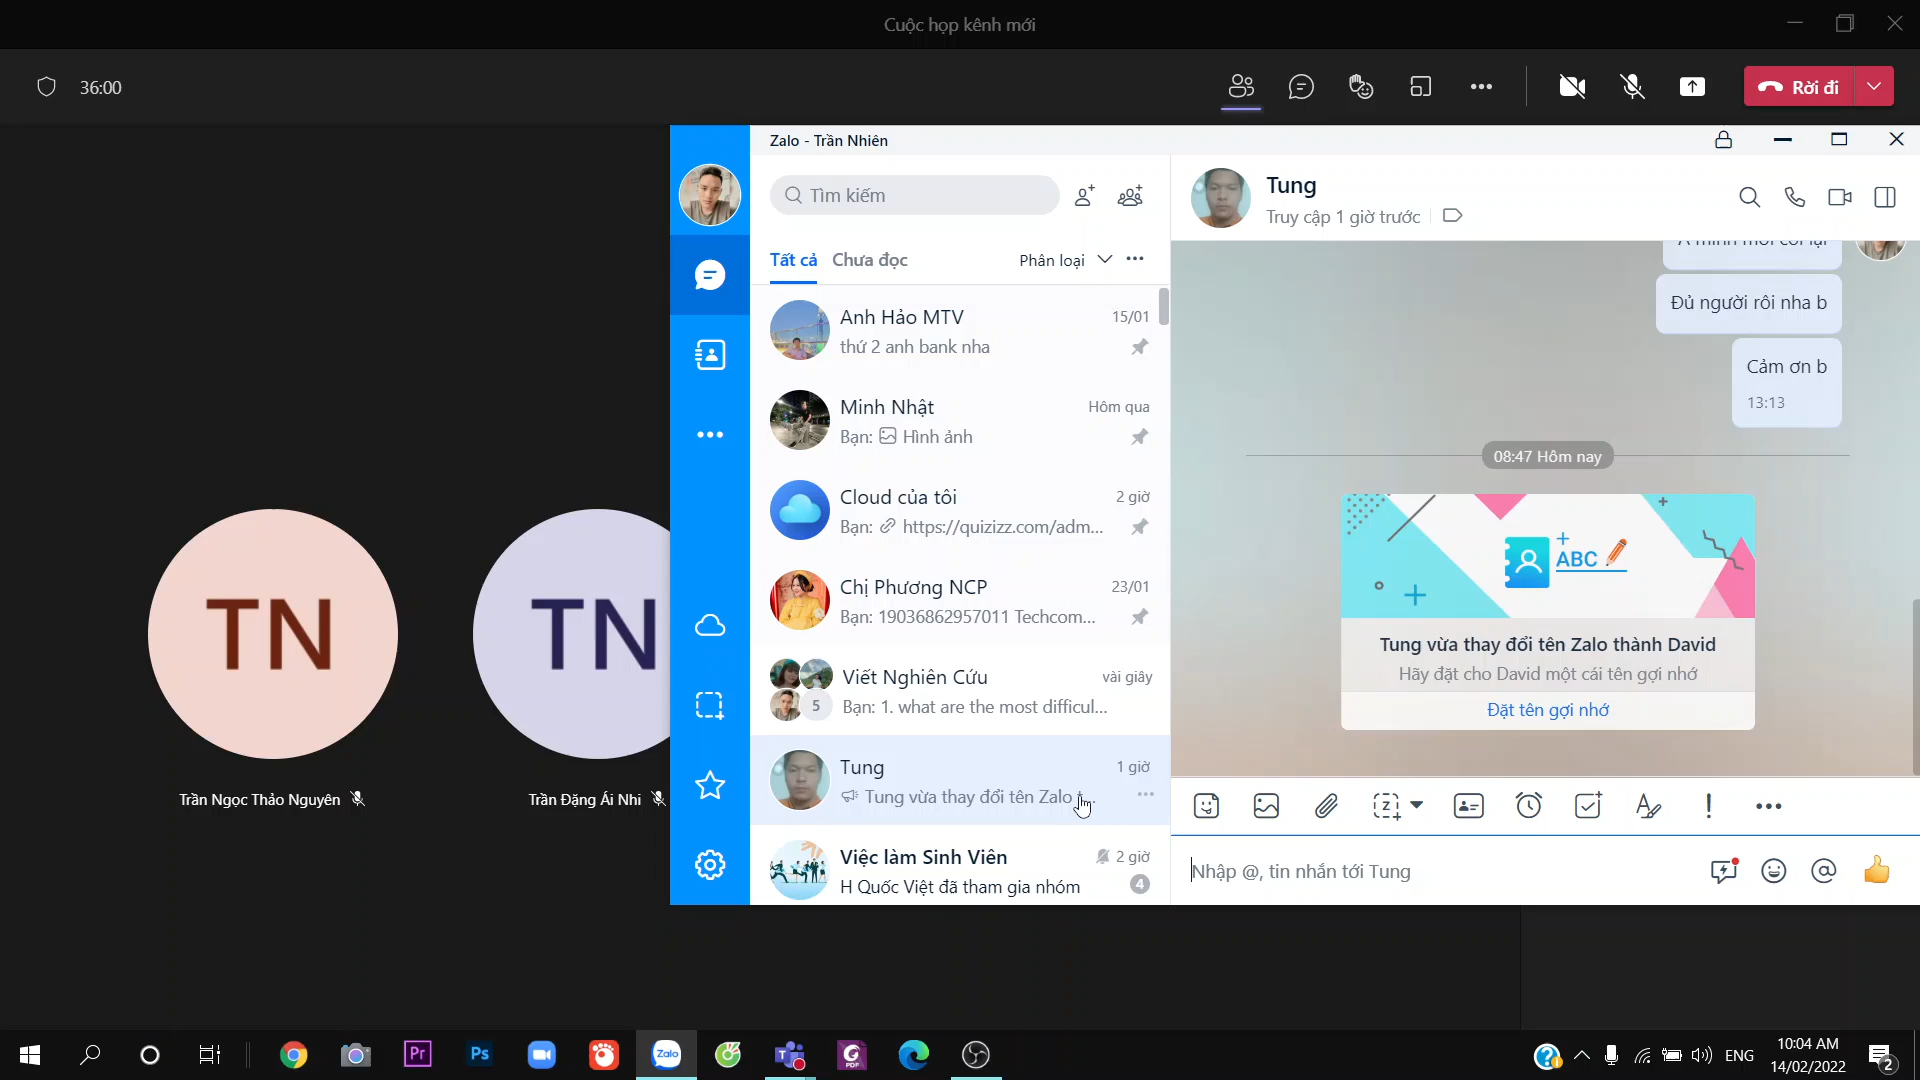 Cuộc họp kênh mới
36:00
Rời đi
Zalo - Trần Nhiên
Tìm kiếm
Tất cả
Chưa đọc
Phân loại
Anh Hảo MTV
15/01
thứ 2 anh bank nha
Minh Nhật
Hôm qua
Bạn: Hình ảnh
Cloud của tôi
2 giờ
Bạn: https://quizizz.com/adm...
Chị Phương NCP
23/01
Bạn: 19036862957011 Techcom...
5
Viết Nghiên Cứu
vài giây
Bạn: 1. what are the most difficul...
Tung
1 giờ
Tung vừa thay đổi tên Zalo t...
Việc làm Sinh Viên
2 giờ
H Quốc Việt đã tham gia nhóm
4
Tung
Truy cập 1 giờ trước
Đủ người rồi nha b
Cảm ơn b
13:13
08:47 Hôm nay
ABC
Tung vừa thay đổi tên Zalo thành David
Hãy đặt cho David một cái tên gợi nhớ
Đặt tên gợi nhớ
Nhập @, tin nhắn tới Tung
TN
TN
Trần Ngọc Thảo Nguyên
Trần Đặng Ái Nhi
Pr
Ps
Zalo
PDF
ENG
10:04 AM
14/02/2022
2